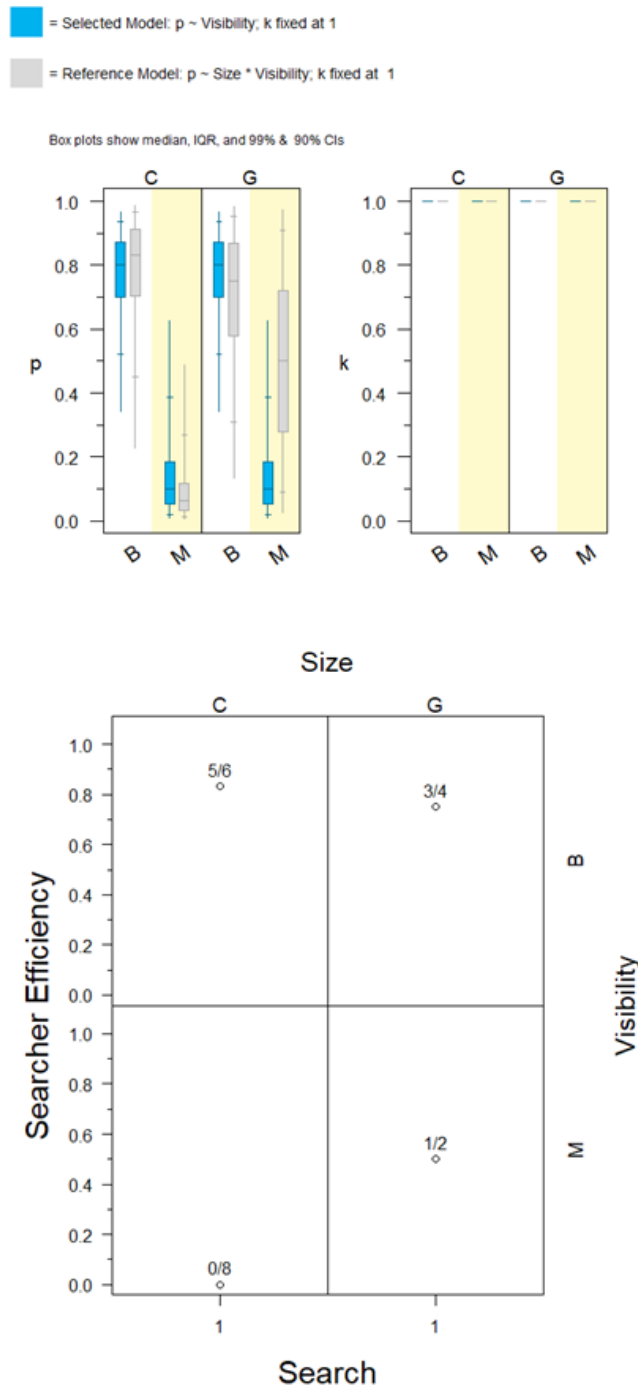 = Selected Model: p ~ Visibility; k fixed at 1
= Reference Model: p ~ Size * Visibility; k fixed at  1
Box plots show median, IQR, and 99% & 90% CIs
C G
C G
1.0
0.8
0.6
0.4
0.2
0.0
p
B M B M
1.0
0.8
0.6
0.4
0.2
0.0
k
B M B M
Size
C G
1.0
0.8
0.6
0.4
0.2
0.0
5/6
3/4
B
1.0
0.8
0.6
0.4
0.2
0.0
1/2
0/8
M
Searcher Efficiency
Visibility
1 1
Search